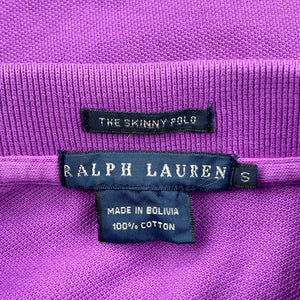 THE SKINNY POLO
RALPH LAUREN S
MADE IN BOLIVIA
100% COTTON